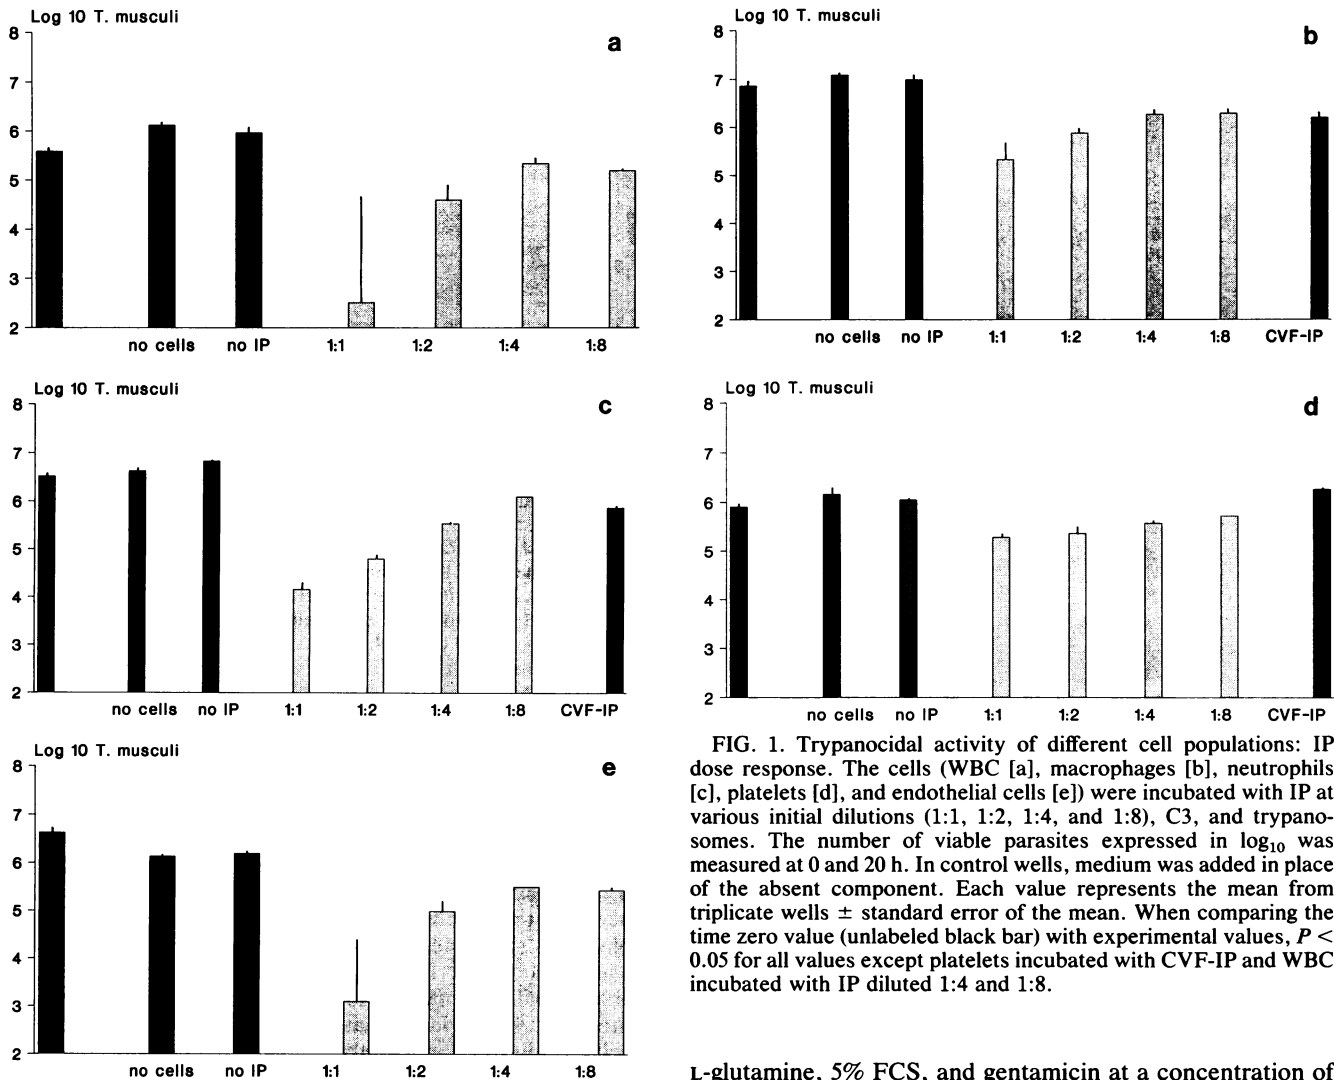 Log 10 T. musculi
a
8
7
6
5
4
3
2
no cells no IP 1:1 1:2 1:4 1:8
Log 10 T. musculi
b
8
7
6
5
4
3
2
no cells no IP 1:1 1:2 1:4 1:8 CVF-IP
Log 10 T. musculi
c
8
7
6
5
4
3
2
no cells no IP 1:1 1:2 1:4 1:8 CVF-IP
Log 10 T. musculi
d
8
7
6
5
4
3
2
no cells no IP 1:1 1:2 1:4 1:8 CVF-IP
Log 10 T. musculi
e
8
7
6
5
4
3
2
no cells no IP 1:1 1:2 1:4 1:8
FIG. 1. Trypanocidal activity of different cell populations: IP
dose response. The cells (WBC [a], macrophages [b], neutrophils
[c], platelets [d], and endothelial cells [e]) were incubated with IP at
various initial dilutions (1:1, 1:2, 1:4, and 1:8), C3, and trypano-
somes. The number of viable parasites expressed in log10 was
measured at 0 and 20 h. In control wells, medium was added in place
of the absent component. Each value represents the mean from
triplicate wells ± standard error of the mean. When comparing the
time zero value (unlabeled black bar) with experimental values, P <
0.05 for all values except platelets incubated with CVF-IP and WBC
incubated with IP diluted 1:4 and 1:8.
L-glutamine, 5% FCS, and gentamicin at a concentration of